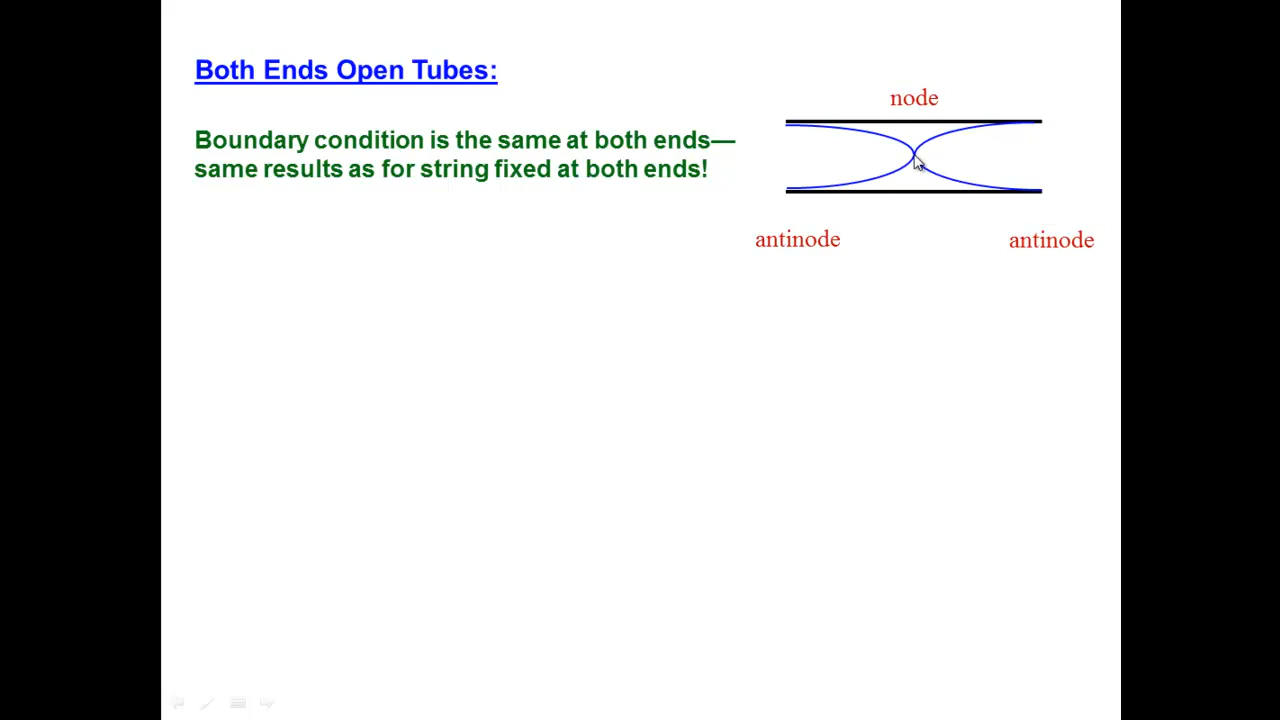 Both Ends Open Tubes:
node
Boundary condition is the same at both ends—
same results as for string fixed at both ends!
antinode
antinode